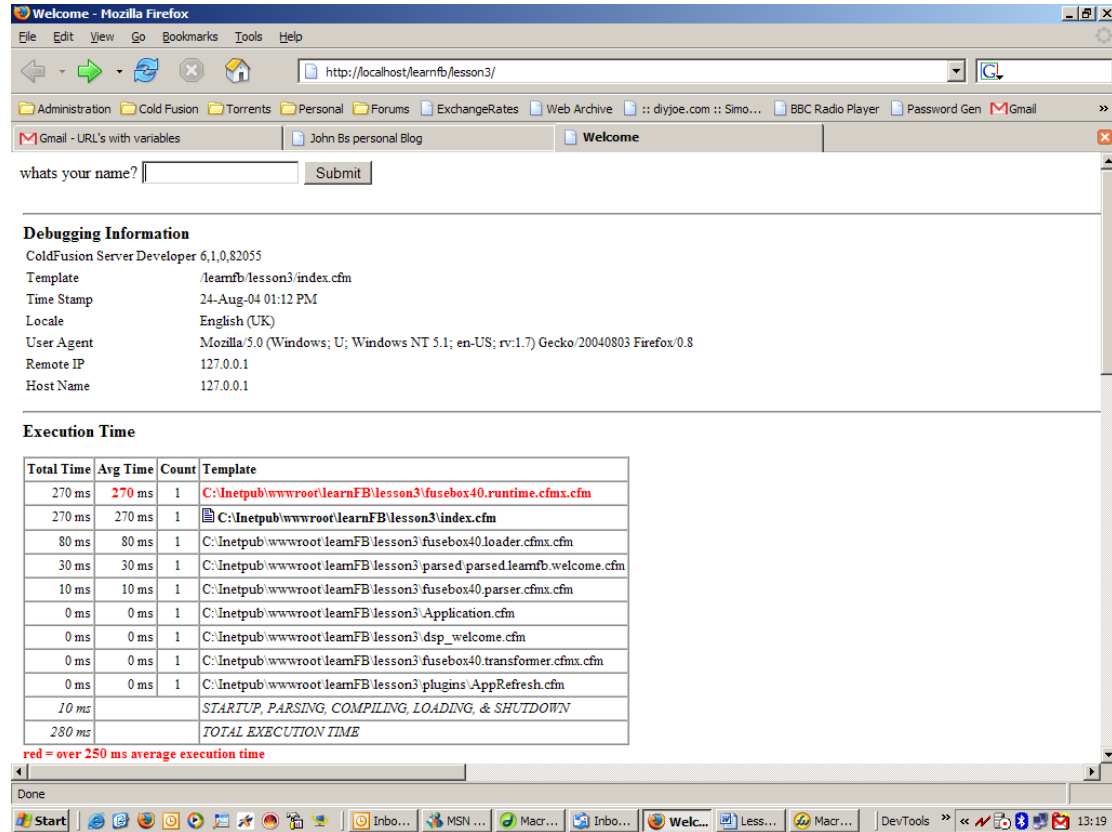 Welcome - Mozilla Firefox
File Edit View Go Bookmarks Tools Help
http://localhost/learnfb/lesson3/
G
Administration Cold Fusion Torrents Personal Forums ExchangeRates Web Archive :: diyjoe.com :: Simo... BBC Radio Player Password Gen Gmail »
Gmail - URL's with variables John Bs personal Blog Welcome
whats your name? Submit
Debugging Information
ColdFusion Server Developer 6,1,0,82055
Template /learnfb/lesson3/index.cfm
Time Stamp 24-Aug-04 01:12 PM
Locale English (UK)
User Agent Mozilla/5.0 (Windows; U; Windows NT 5.1; en-US; rv:1.7) Gecko/20040803 Firefox/0.8
Remote IP 127.0.0.1
Host Name 127.0.0.1
Execution Time
Total Time Avg Time Count Template
270 ms 270 ms 1 C:\Inetpub\wwwroot\learnFB\lesson3\fusebox40.runtime.cfmx.cfm
270 ms 270 ms 1 C:\Inetpub\wwwroot\learnFB\lesson3\index.cfm
80 ms 80 ms 1 C:\Inetpub\wwwroot\learnFB\lesson3\fusebox40.loader.cfmx.cfm
30 ms 30 ms 1 C:\Inetpub\wwwroot\learnFB\lesson3\parsed\parsed.learnfb.welcome.cfm
10 ms 10 ms 1 C:\Inetpub\wwwroot\learnFB\lesson3\fusebox40.parser.cfmx.cfm
0 ms 0 ms 1 C:\Inetpub\wwwroot\learnFB\lesson3\Application.cfm
0 ms 0 ms 1 C:\Inetpub\wwwroot\learnFB\lesson3\dsp_welcome.cfm
0 ms 0 ms 1 C:\Inetpub\wwwroot\learnFB\lesson3\fusebox40.transformer.cfmx.cfm
0 ms 0 ms 1 C:\Inetpub\wwwroot\learnFB\lesson3\plugins\AppRefresh.cfm
10 ms STARTUP, PARSING, COMPILING, LOADING, & SHUTDOWN
280 ms TOTAL EXECUTION TIME
red = over 250 ms average execution time
Done
Start Inbo... MSN ... Macr... Inbo... Welc... Less... Macr... DevTools » « 13:19